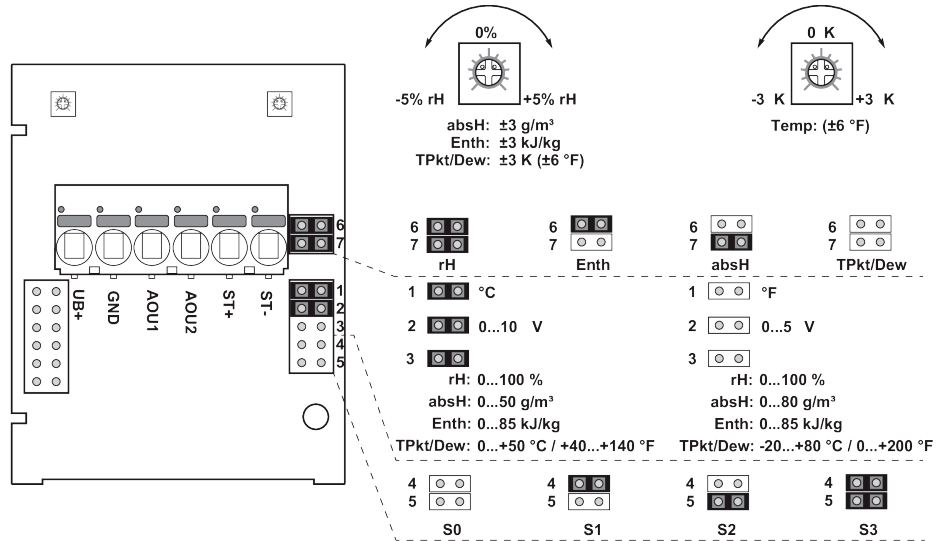 0%
-5% rH +5% rH
absH: ±3 g/m³
Enth: ±3 kJ/kg
TPkt/Dew: ±3 K (±6 °F)
0 K
-3 K +3 K
Temp: (±6 °F)
6
7
UB+
GND
AOU1
AOU2
ST+
ST-
1
2
3
4
5
6
7
rH
6
7
Enth
6
7
absH
6
7
TPkt/Dew
1 °C
2 0...10 V
3
rH: 0...100 %
absH: 0...50 g/m³
Enth: 0...85 kJ/kg
TPkt/Dew: 0...+50 °C / +40...+140 °F
1 °F
2 0...5 V
3
rH: 0...100 %
absH: 0...80 g/m³
Enth: 0...85 kJ/kg
TPkt/Dew: -20...+80 °C / 0...+200 °F
4
5
S0
4
5
S1
4
5
S2
4
5
S3